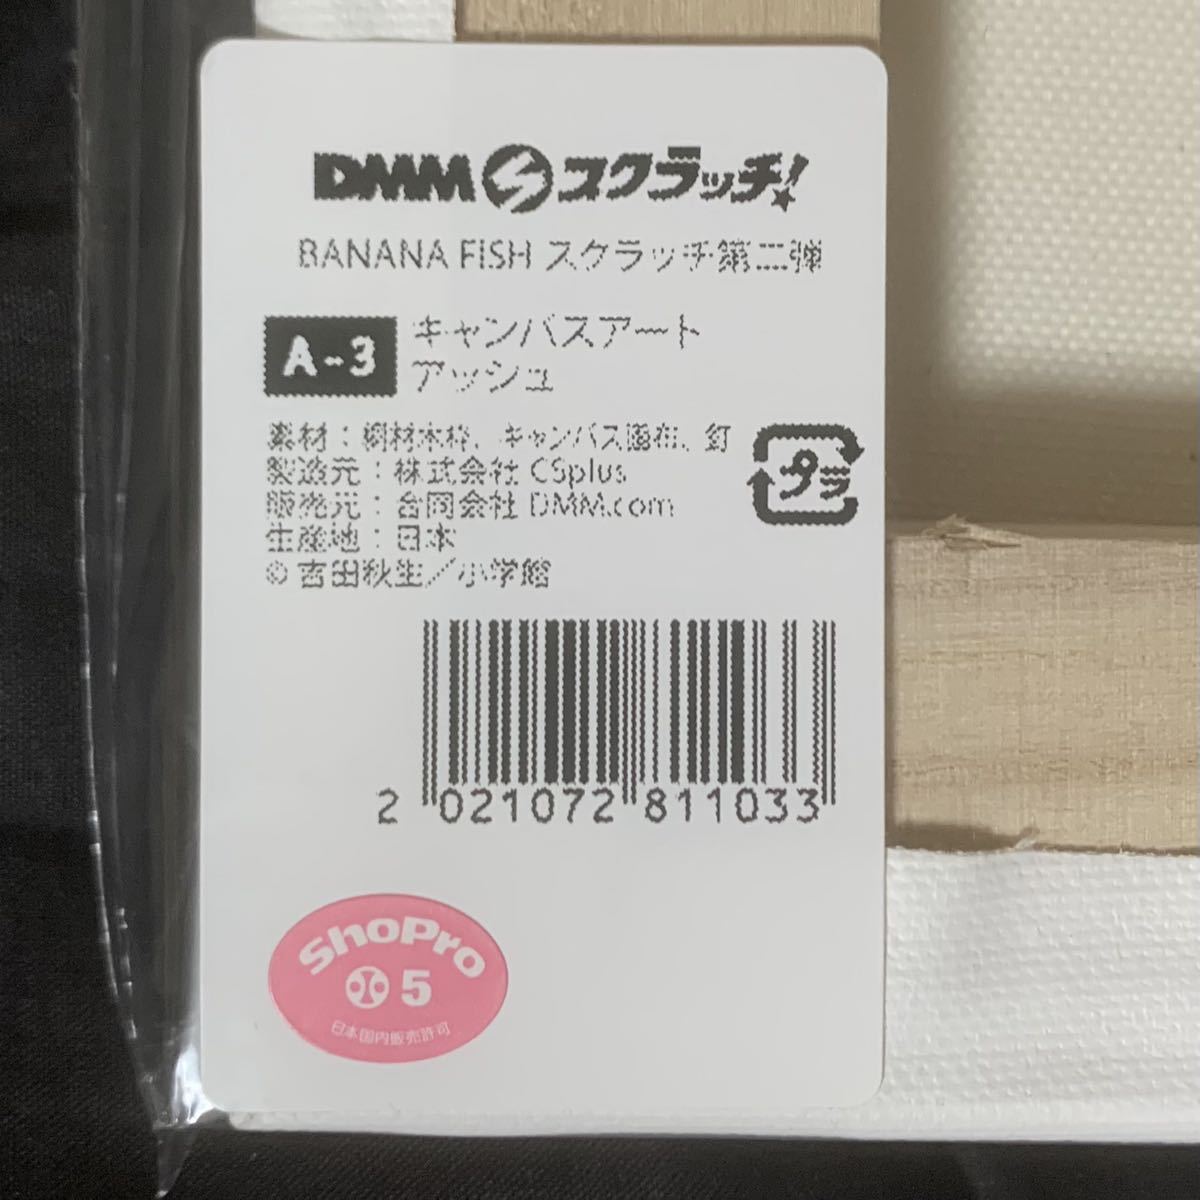 DMMスクラッチ!
BANANA FISH スクラッチ第二弾
A-3
キャンバスアート
アッシュ
素材：桐材木枠、キャンバス画布、釘
製造元：株式会社 CSplus
販売元：合同会社 DMM.com
生産地：日本
© 吉田秋生／小学館
プラ
2 021072 811033
ShoPro
5
日本国内販売許可